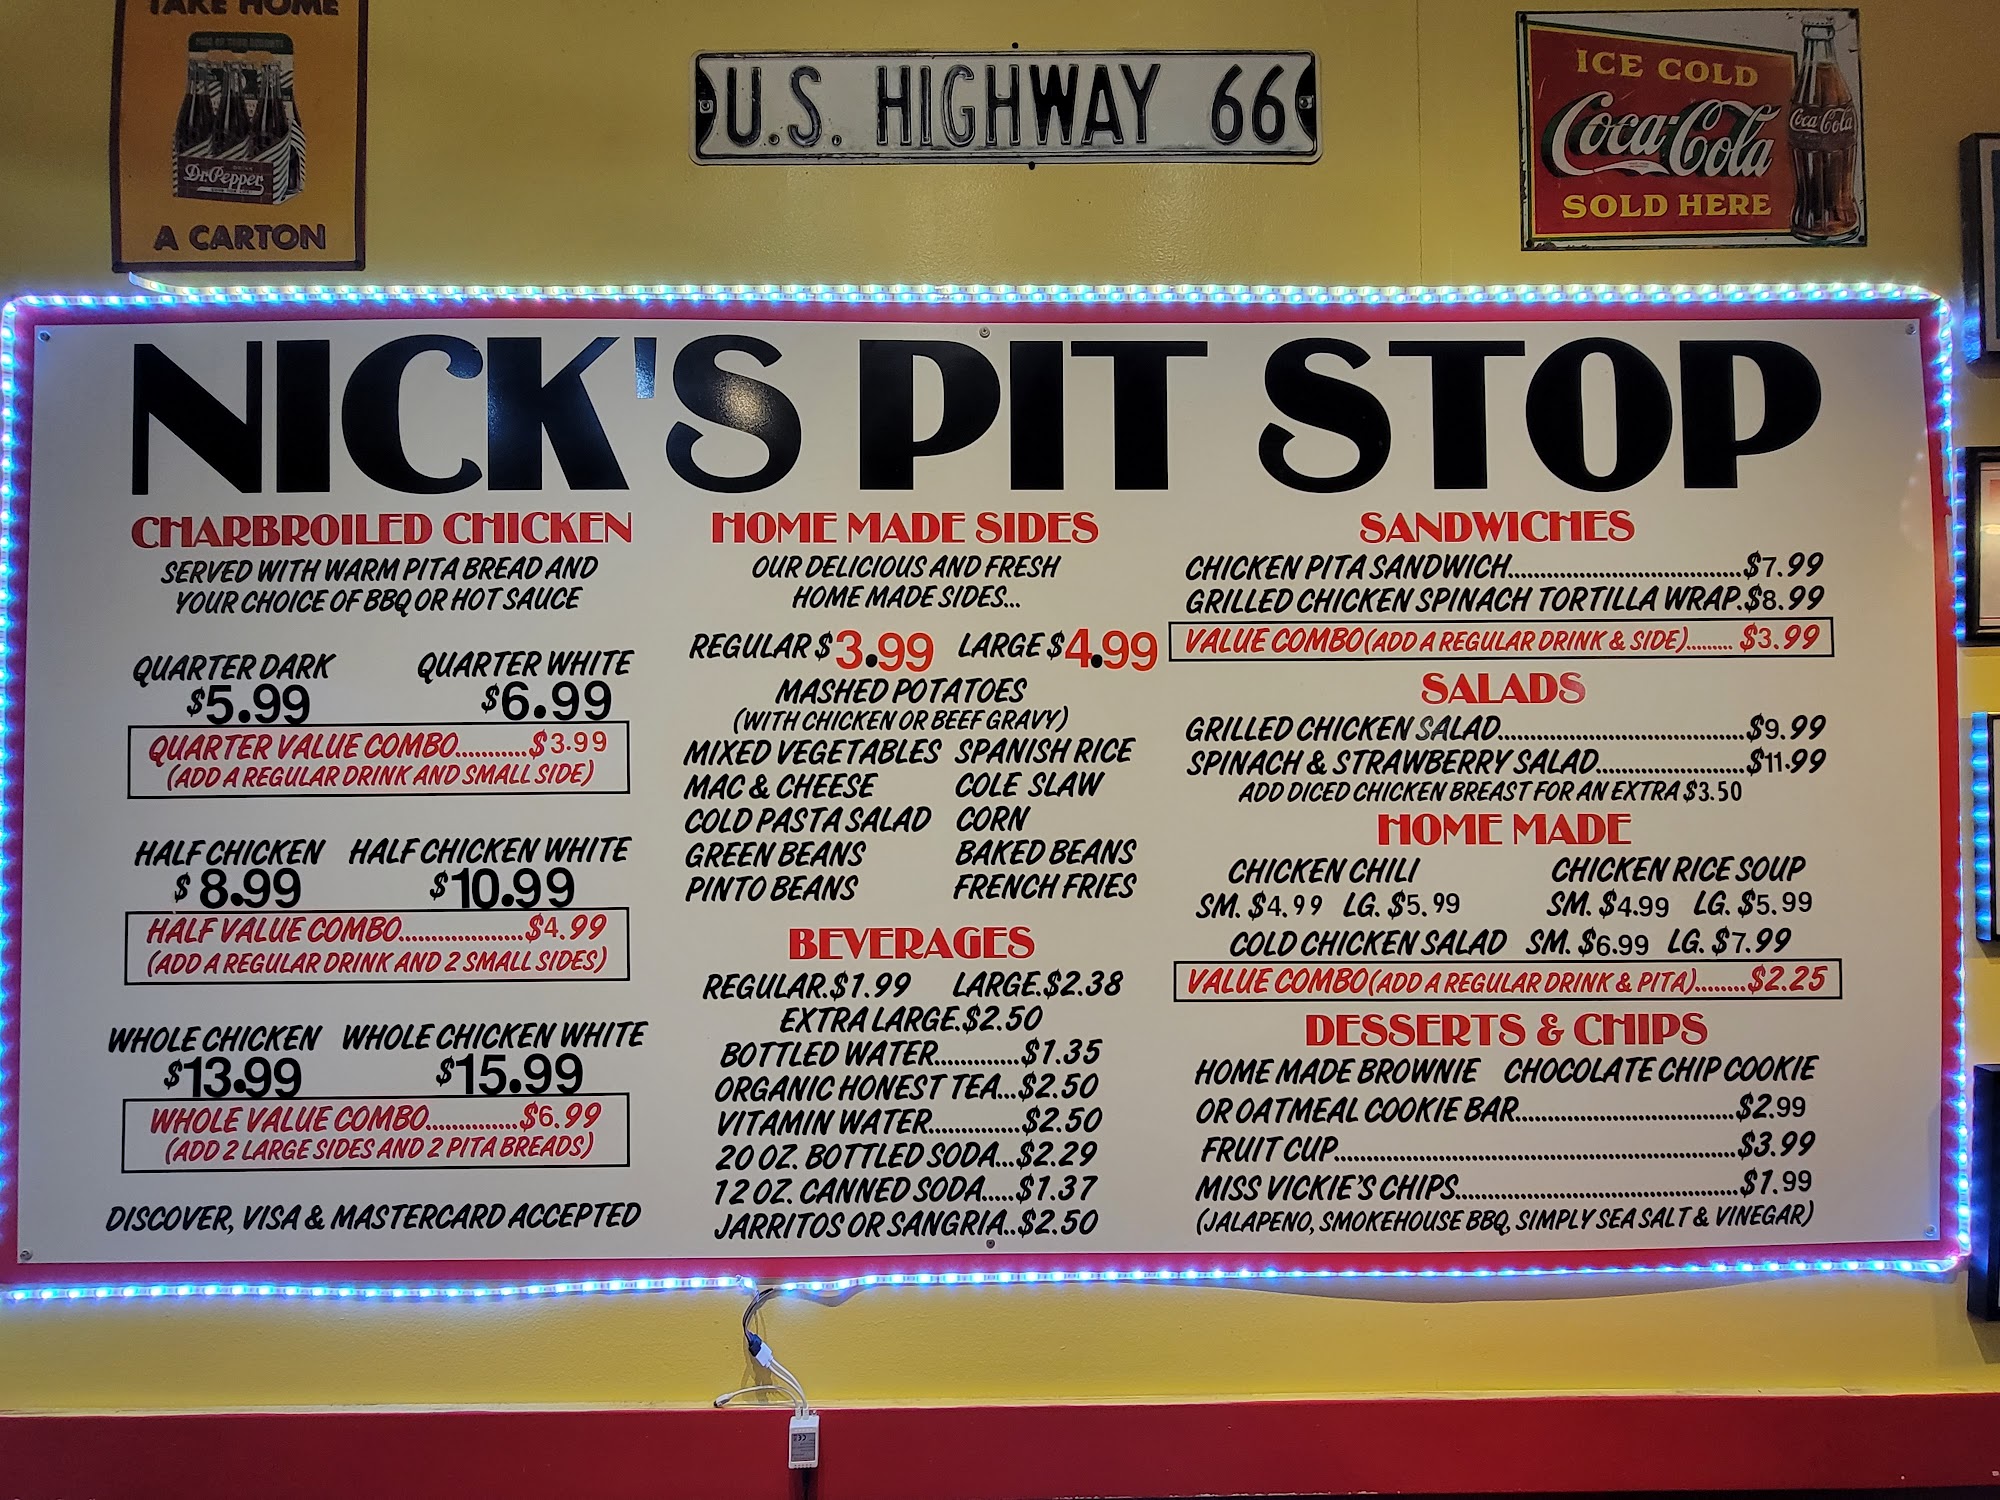 TAKE HOME
Dr.Pepper
A CARTON
U.S. HIGHWAY 66
ICE COLD
Coca-Cola
Coca-Cola
SOLD HERE
NICK'S PIT STOP
CHARBROILED CHICKEN
SERVED WITH WARM PITA BREAD AND
YOUR CHOICE OF BBQ OR HOT SAUCE
QUARTER DARK QUARTER WHITE
$5.99 $6.99
QUARTER VALUE COMBO...........$3.99
(ADD A REGULAR DRINK AND SMALL SIDE)
HALF CHICKEN HALF CHICKEN WHITE
$8.99 $10.99
HALF VALUE COMBO...................$4.99
(ADD A REGULAR DRINK AND 2 SMALL SIDES)
WHOLE CHICKEN WHOLE CHICKEN WHITE
$13.99 $15.99
WHOLE VALUE COMBO..............$6.99
(ADD 2 LARGE SIDES AND 2 PITA BREADS)
DISCOVER, VISA & MASTERCARD ACCEPTED
HOME MADE SIDES
OUR DELICIOUS AND FRESH
HOME MADE SIDES...
REGULAR $3.99 LARGE $4.99
MASHED POTATOES
(WITH CHICKEN OR BEEF GRAVY)
MIXED VEGETABLES SPANISH RICE
MAC & CHEESE COLE SLAW
COLD PASTA SALAD CORN
GREEN BEANS BAKED BEANS
PINTO BEANS FRENCH FRIES
BEVERAGES
REGULAR.$1.99 LARGE.$2.38
EXTRA LARGE.$2.50
BOTTLED WATER.............$1.35
ORGANIC HONEST TEA...$2.50
VITAMIN WATER..............$2.50
20 OZ. BOTTLED SODA...$2.29
12 OZ. CANNED SODA.....$1.37
JARRITOS OR SANGRIA..$2.50
SANDWICHES
CHICKEN PITA SANDWICH....................................$7.99
GRILLED CHICKEN SPINACH TORTILLA WRAP.$8.99
VALUE COMBO(ADD A REGULAR DRINK & SIDE)......... $3.99
SALADS
GRILLED CHICKEN SALAD......................................$9.99
SPINACH & STRAWBERRY SALAD.......................$11.99
ADD DICED CHICKEN BREAST FOR AN EXTRA $3.50
HOME MADE
CHICKEN CHILI CHICKEN RICE SOUP
SM. $4.99 LG. $5.99 SM. $4.99 LG. $5.99
COLD CHICKEN SALAD SM. $6.99 LG. $7.99
VALUE COMBO(ADD A REGULAR DRINK & PITA)........$2.25
DESSERTS & CHIPS
HOME MADE BROWNIE CHOCOLATE CHIP COOKIE
OR OATMEAL COOKIE BAR..................................$2.99
FRUIT CUP..............................................................$3.99
MISS VICKIE'S CHIPS............................................$1.99
(JALAPENO, SMOKEHOUSE BBQ, SIMPLY SEA SALT & VINEGAR)